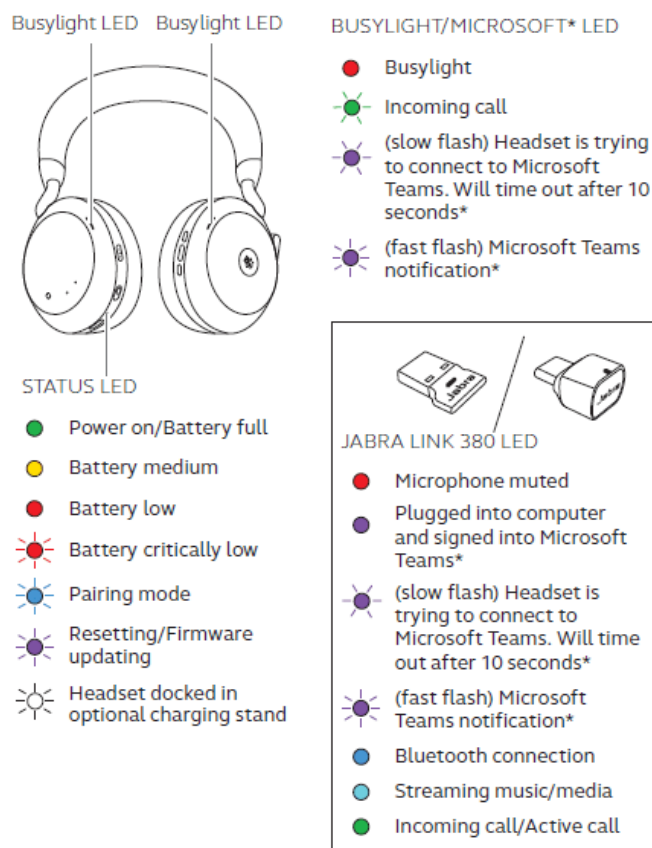 Busylight LED Busylight LED
STATUS LED
Power on/Battery full
Battery medium
Battery low
Battery critically low
Pairing mode
Resetting/Firmware
updating
Headset docked in
optional charging stand
BUSYLIGHT/MICROSOFT* LED
Busylight
Incoming call
(slow flash) Headset is trying
to connect to Microsoft
Teams. Will time out after 10
seconds*
(fast flash) Microsoft Teams
notification*
Jabra
Jabra
JABRA LINK 380 LED
Microphone muted
Plugged into computer
and signed into Microsoft
Teams*
(slow flash) Headset is
trying to connect to
Microsoft Teams. Will time
out after 10 seconds*
(fast flash) Microsoft
Teams notification*
Bluetooth connection
Streaming music/media
Incoming call/Active call